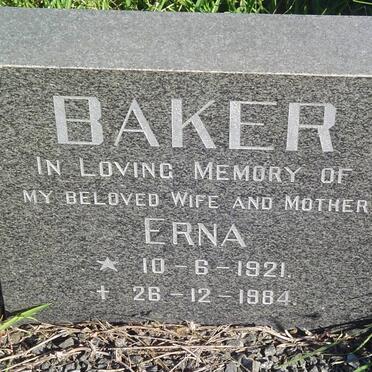 BAKER
IN LOVING MEMORY OF
MY BELOVED WIFE AND MOTHER
ERNA
★ 10-6-1921.
✝ 26-12-1984.